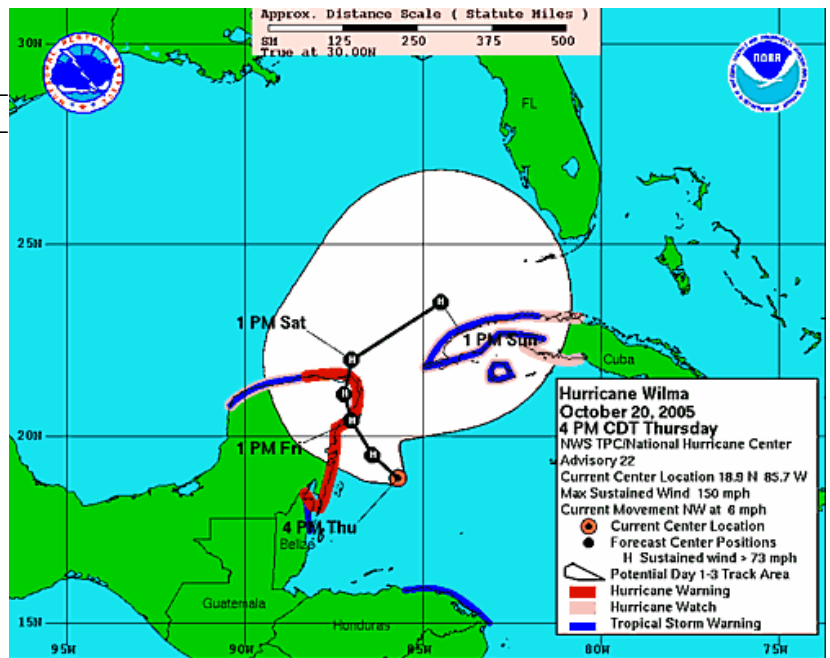 Approx. Distance Scale ( Statute Miles )
SM 125 250 375 500
True at 30.00N
30N
NOAA
FL
25N
1 PM Sat
H
1 PM Sun
H
Cuba
H
20N
H
1 PM Fri
H
4 PM Thu
Belize
Guatemala
Honduras
15N
95W 90W 85W 80W
Hurricane Wilma
October 20, 2005
4 PM CDT Thursday
NWS TPC/National Hurricane Center
Advisory 22
Current Center Location 18.9 N 85.7 W
Max Sustained Wind 150 mph
Current Movement NW at 6 mph
Current Center Location
Forecast Center Positions
H Sustained wind > 73 mph
Potential Day 1-3 Track Area
Hurricane Warning
Hurricane Watch
Tropical Storm Warning